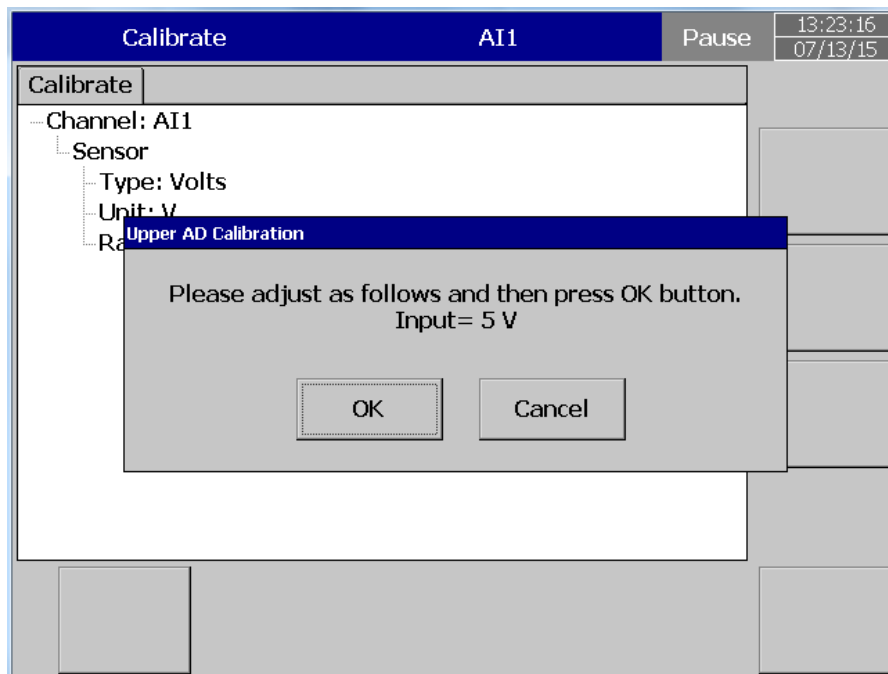 Calibrate AI1 Pause 13:23:16
07/13/15
Calibrate
Channel: AI1
Sensor
Type: Volts
Unit: V
Upper AD Calibration
Please adjust as follows and then press OK button.
Input= 5 V
OK Cancel